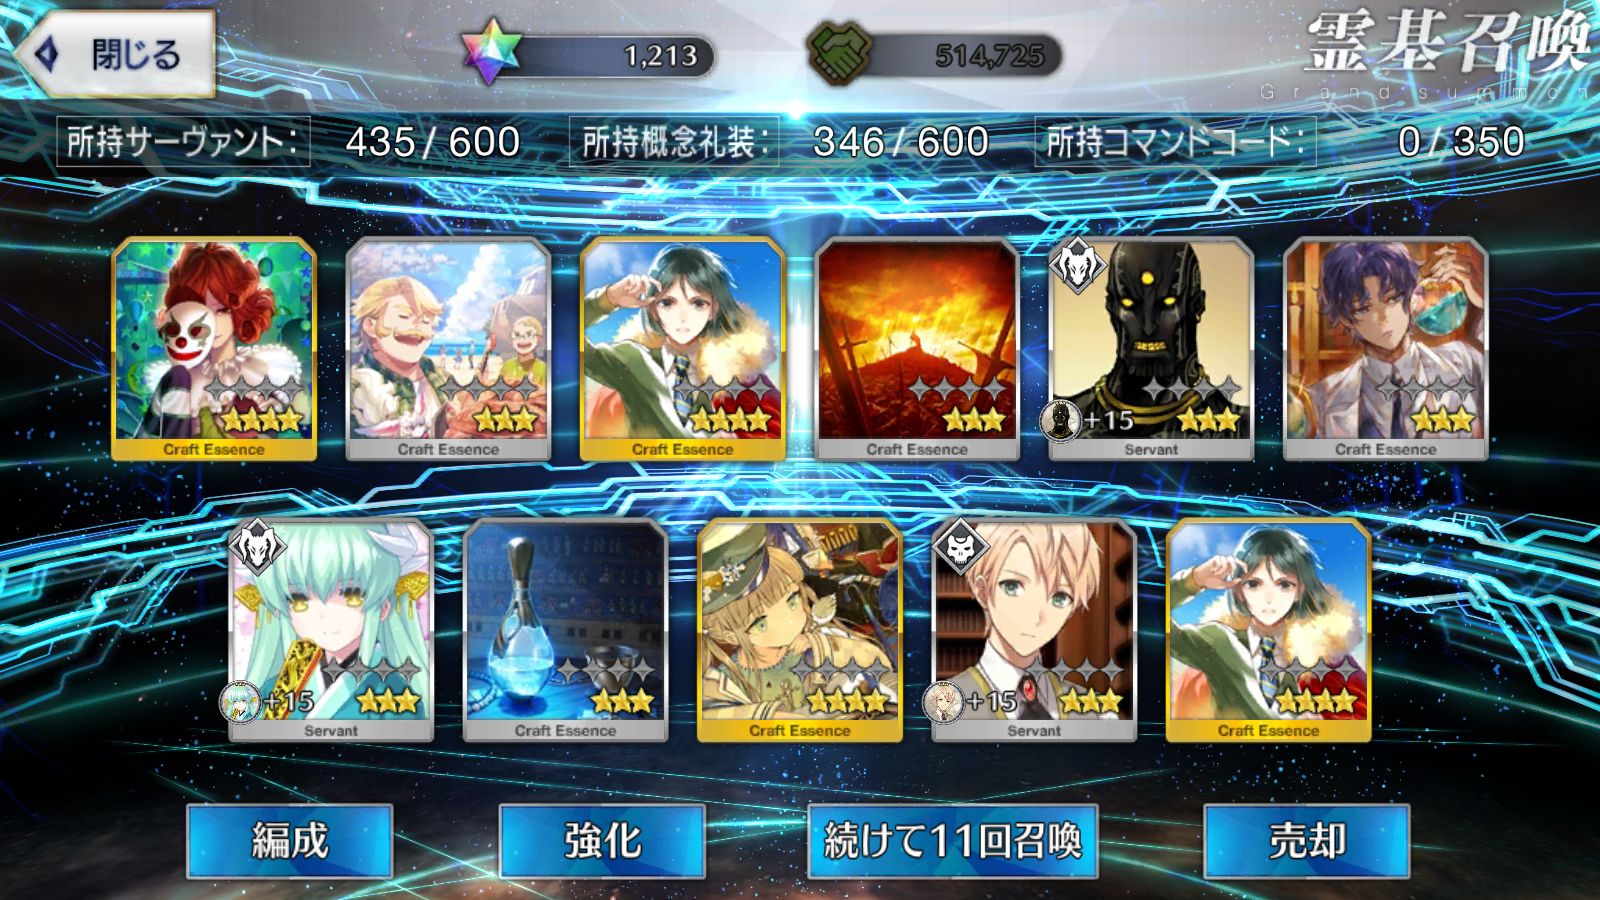 閉じる
1,213
514,725
霊基召喚
Grand summon
所持サーヴァント: 435/600
所持概念礼装: 346/600
所持コマンドコード: 0/350
Craft Essence
Craft Essence
Craft Essence
Craft Essence
+15
Servant
Craft Essence
+15
Servant
Craft Essence
Craft Essence
+15
Servant
Craft Essence
編成
強化
続けて11回召喚
売却